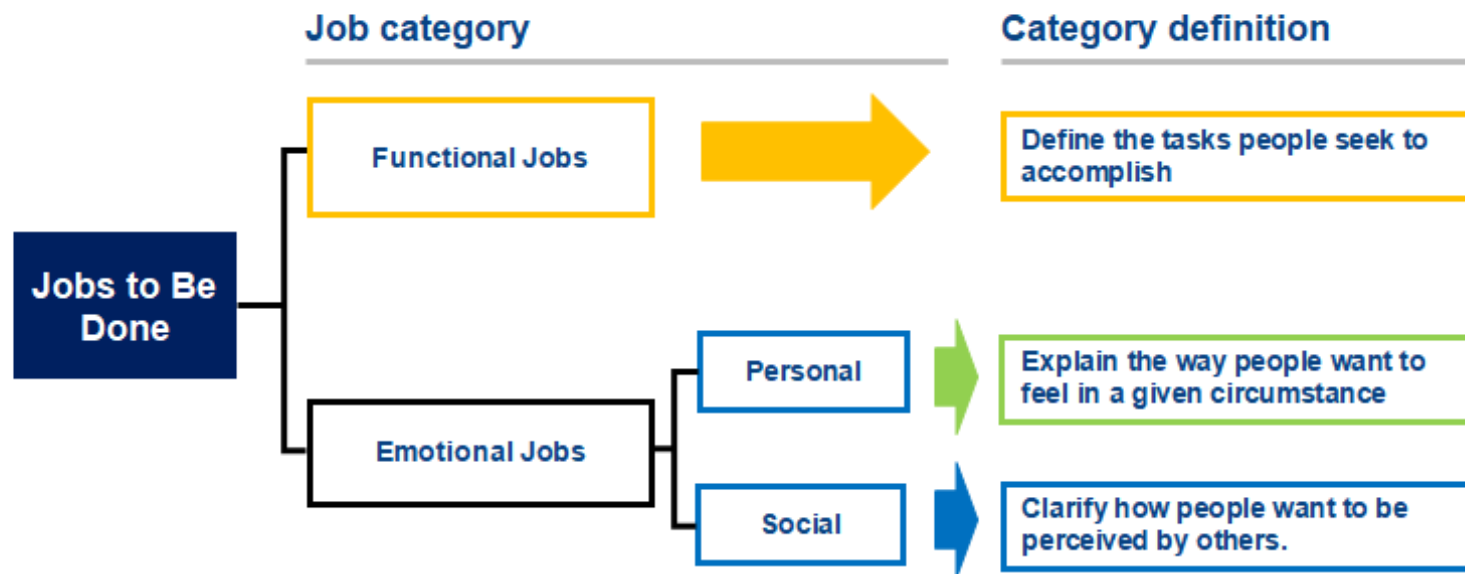 Job category
Category definition
Functional Jobs
Define the tasks people seek to
accomplish
Jobs to Be
Done
Personal
Explain the way people want to
feel in a given circumstance
Emotional Jobs
Social
Clarify how people want to be
perceived by others.